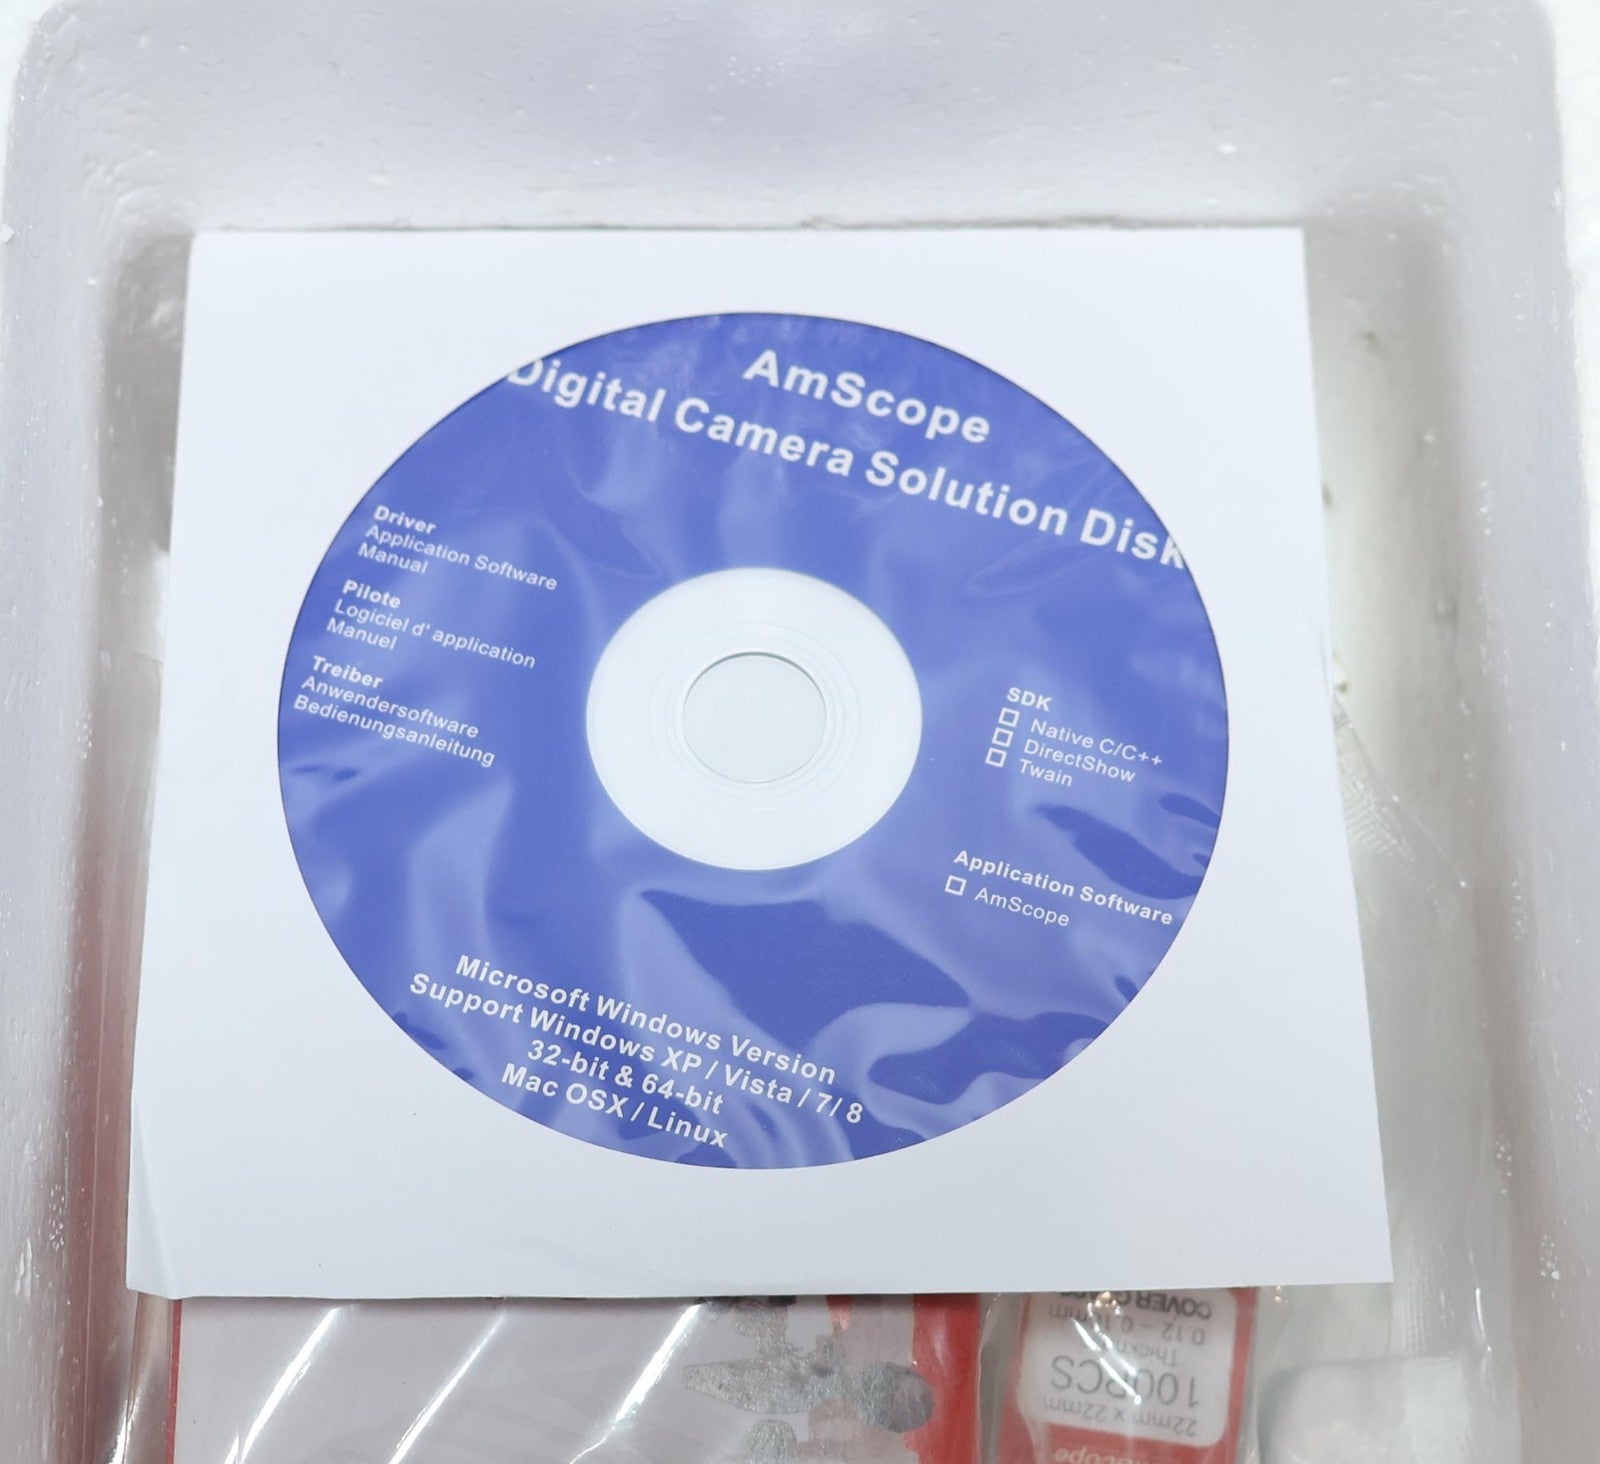 AmScope
Digital Camera Solution Disk
Driver
Application Software
Manual
Pilote
Logiciel d' application
Manuel
Treiber
Anwendersoftware
Bedienungsanleitung
SDK
Native C/C++
DirectShow
Twain
Application Software
AmScope
Microsoft Windows Version
Support Windows XP / Vista / 7/ 8
32-bit & 64-bit
Mac OSX / Linux
22mm x 22mm
100PCS
COVER